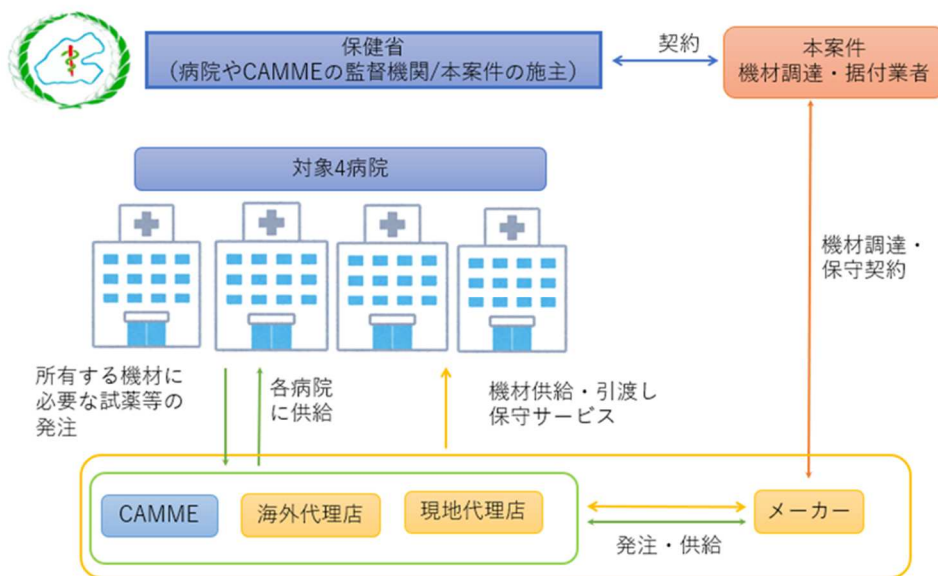 保健省
(病院やCAMMEの監督機関/本案件の施主)
契約
本案件
機材調達・据付業者
対象4病院
機材調達・
保守契約
所有する機材に
必要な試薬等の
発注
各病院
に供給
機材供給・引渡し
保守サービス
CAMME
海外代理店
現地代理店
メーカー
発注・供給